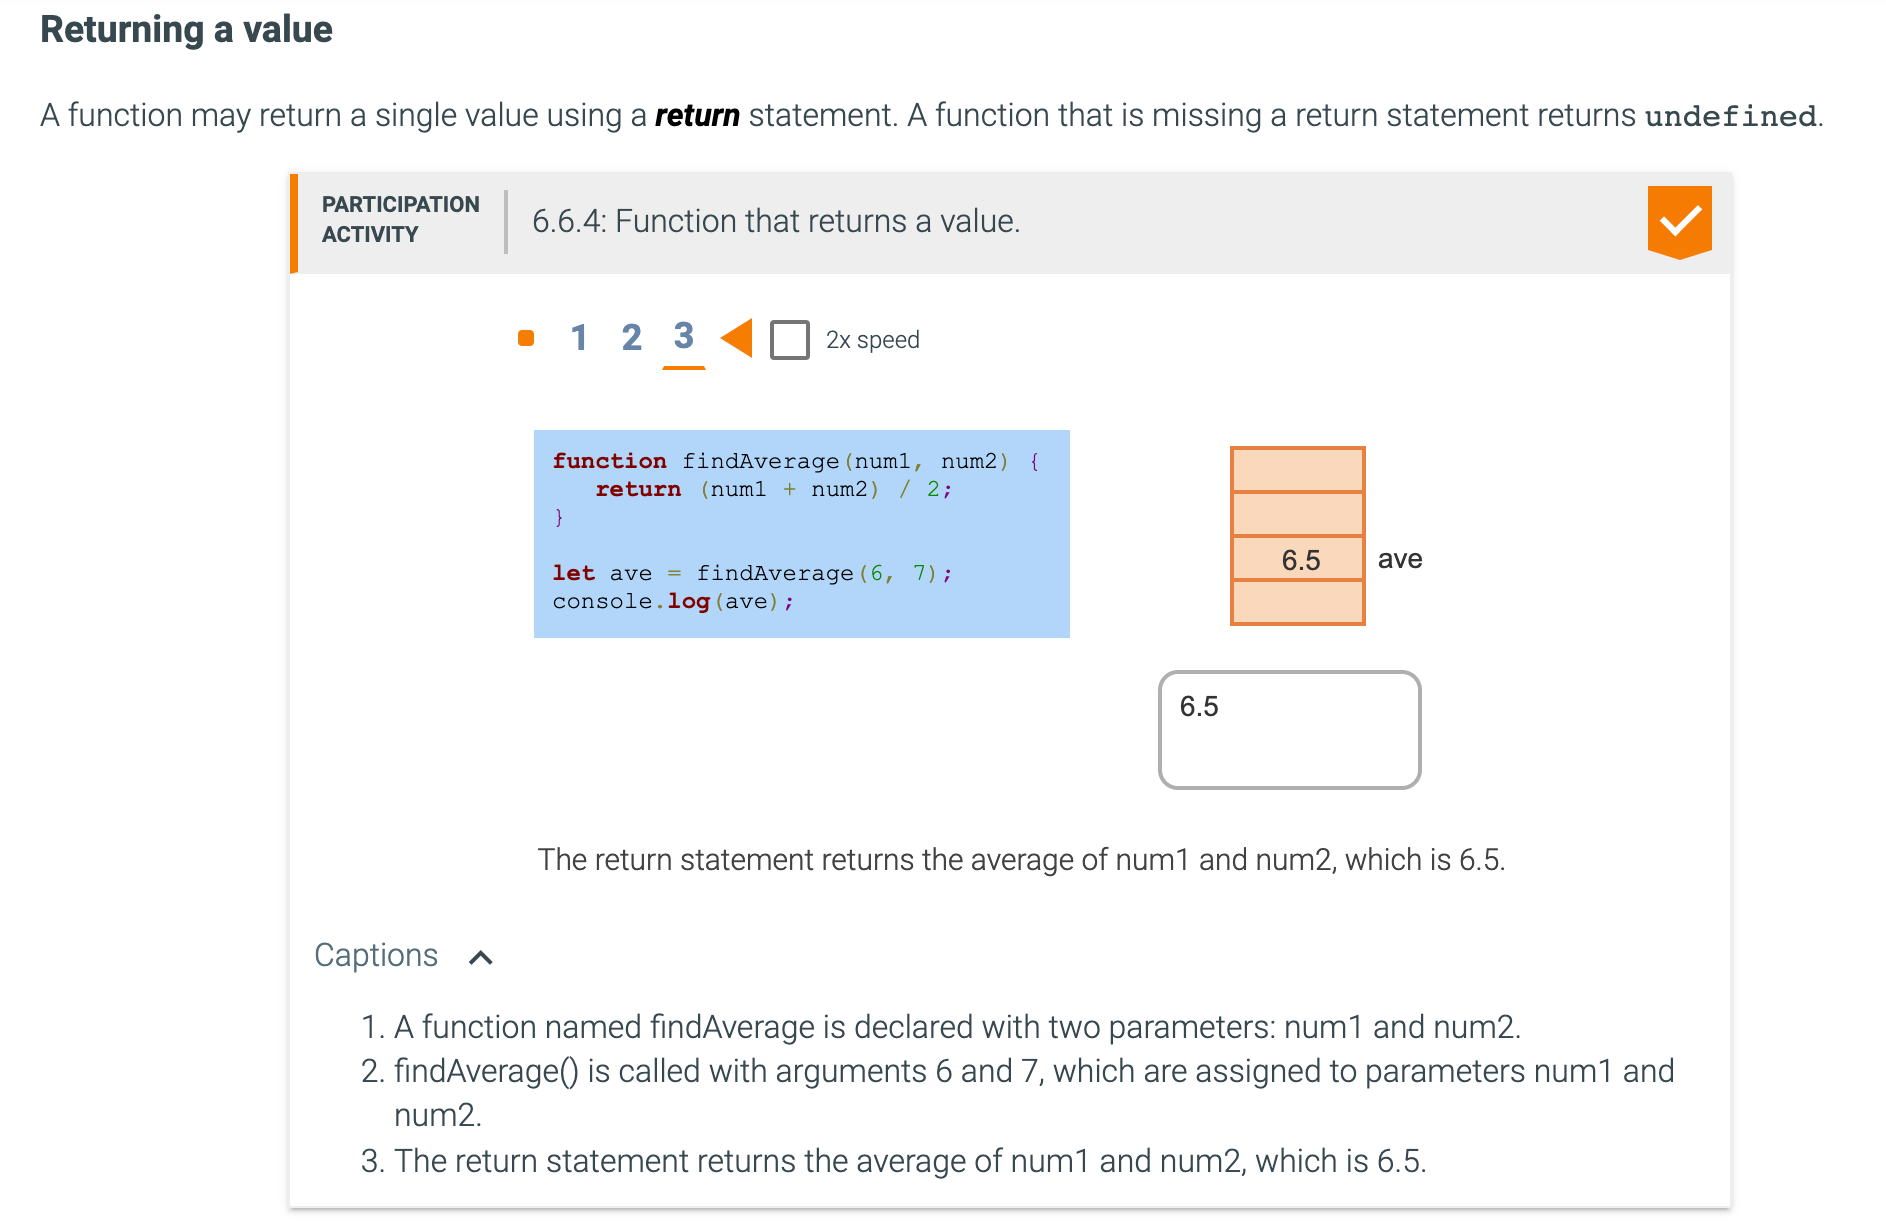 Returning a value
A function may return a single value using a return statement. A function that is missing a return statement returns undefined.
PARTICIPATION
ACTIVITY
6.6.4: Function that returns a value.
1 2 3 2x speed
function findAverage(num1, num2) {
   return (num1 + num2) / 2;
}
let ave = findAverage(6, 7);
console.log(ave);
6.5 ave
6.5
The return statement returns the average of num1 and num2, which is 6.5.
Captions
1. A function named findAverage is declared with two parameters: num1 and num2.
2. findAverage() is called with arguments 6 and 7, which are assigned to parameters num1 and
num2.
3. The return statement returns the average of num1 and num2, which is 6.5.